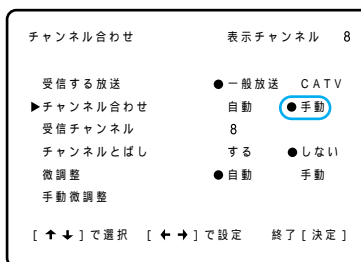 チャンネル合わせ 表示チャンネル 8
受信する放送 ●一般放送 CATV
▶チャンネル合わせ 自動 ●手動
受信チャンネル 8
チャンネルとばし する ●しない
微調整 ●自動 手動
手動微調整
[↑↓]で選択 [←→]で設定 終了[決定]